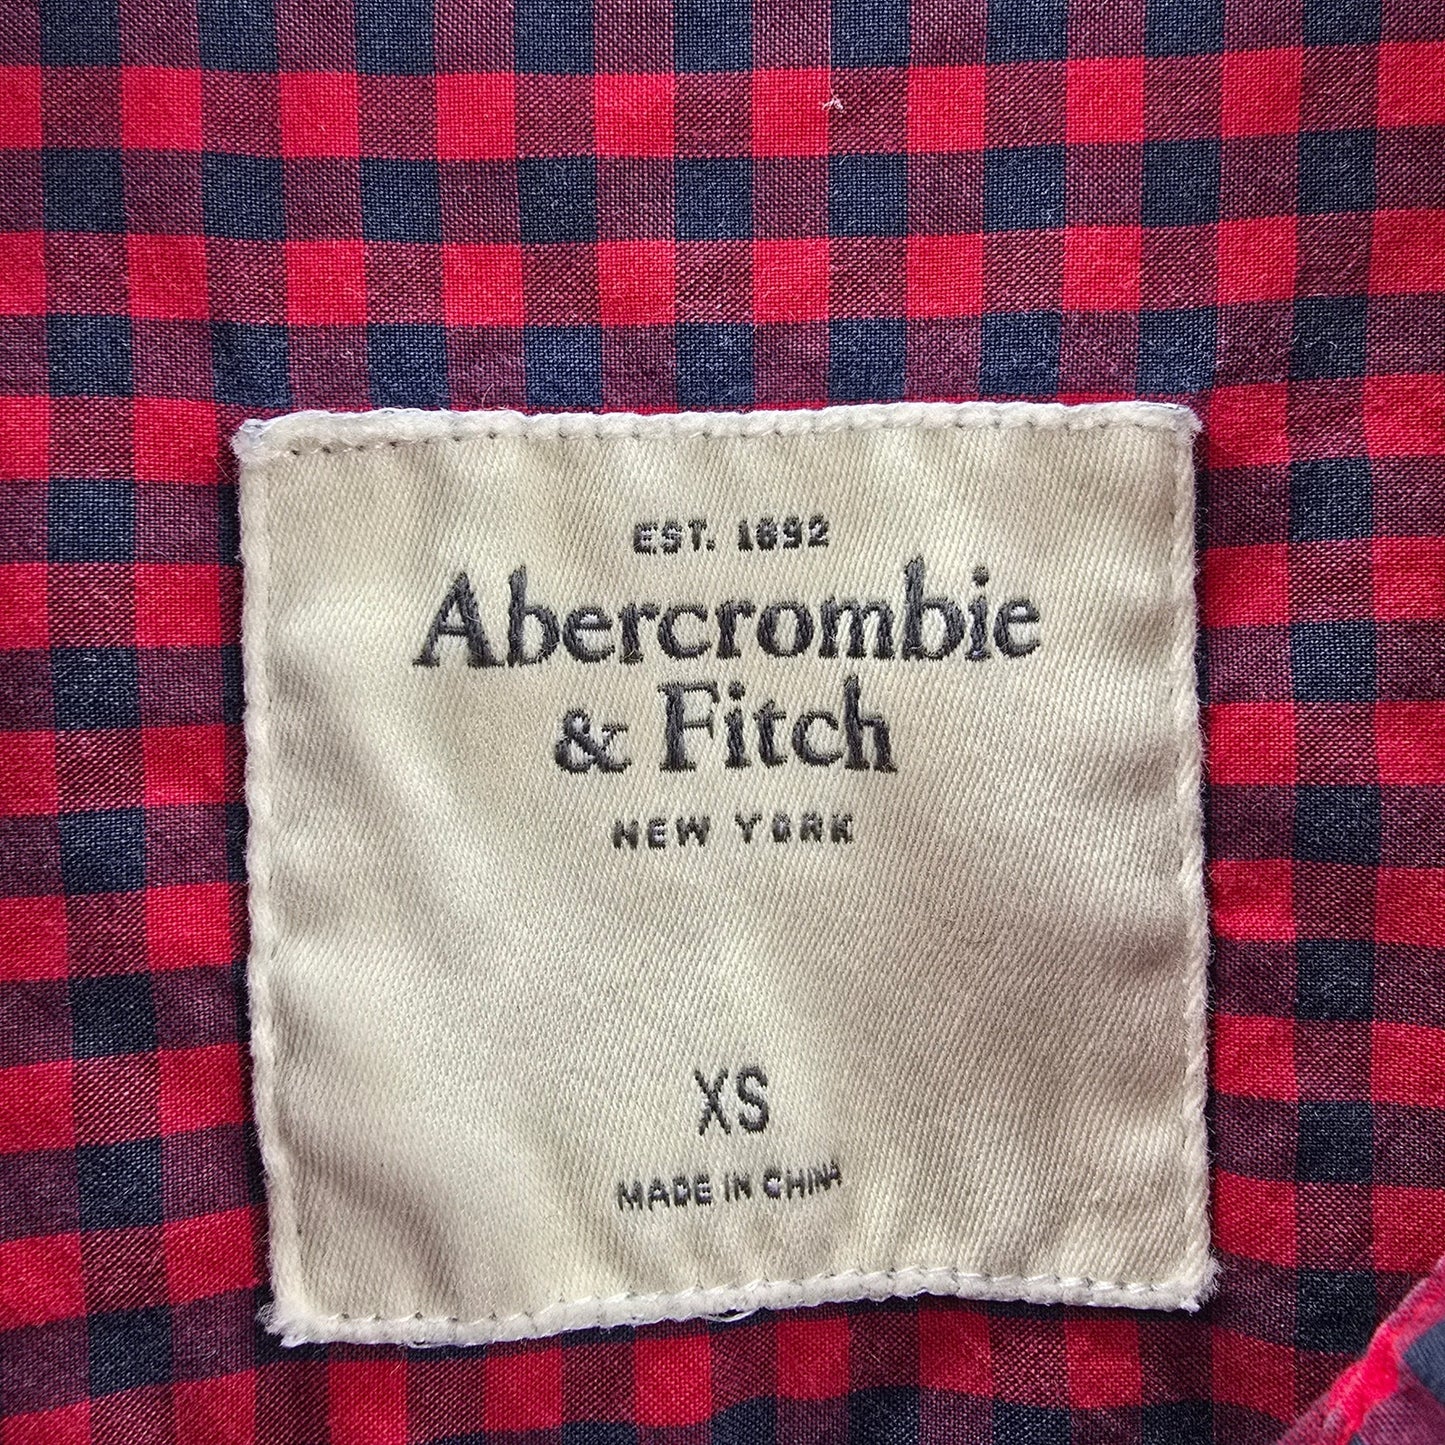 EST. 1892
Abercrombie
& Fitch
NEW YORK
XS
MADE IN CHINA